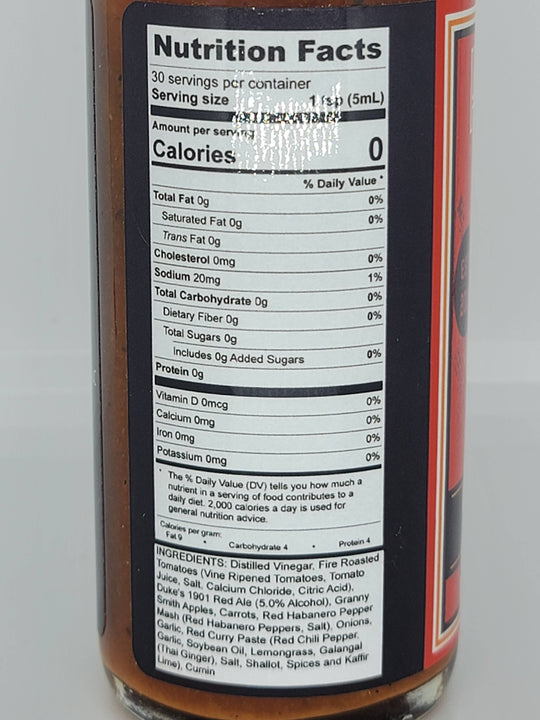 Nutrition Facts
30 servings per container
Serving size 1 tsp (5mL)
Amount per serving
Calories 0
% Daily Value *
Total Fat 0g 0%
Saturated Fat 0g 0%
Trans Fat 0g
Cholesterol 0mg 0%
Sodium 20mg 1%
Total Carbohydrate 0g 0%
Dietary Fiber 0g 0%
Total Sugars 0g
Includes 0g Added Sugars 0%
Protein 0g
Vitamin D 0mcg 0%
Calcium 0mg 0%
Iron 0mg 0%
Potassium 0mg 0%
* The % Daily Value (DV) tells you how much a
nutrient in a serving of food contributes to a
daily diet. 2,000 calories a day is used for
general nutrition advice.
Calories per gram:
Fat 9 • Carbohydrate 4 • Protein 4
INGREDIENTS: Distilled Vinegar, Fire Roasted
Tomatoes (Vine Ripened Tomatoes, Tomato
Juice, Salt, Calcium Chloride, Citric Acid),
Duke's 1901 Red Ale (5.0% Alcohol), Granny
Smith Apples, Carrots, Red Habanero Pepper
Mash (Red Habanero Peppers, Salt), Onions,
Garlic, Red Curry Paste (Red Chili Pepper,
Garlic, Soybean Oil, Lemongrass, Galangal
(Thai Ginger), Salt, Shallot, Spices and Kaffir
Lime), Cumin